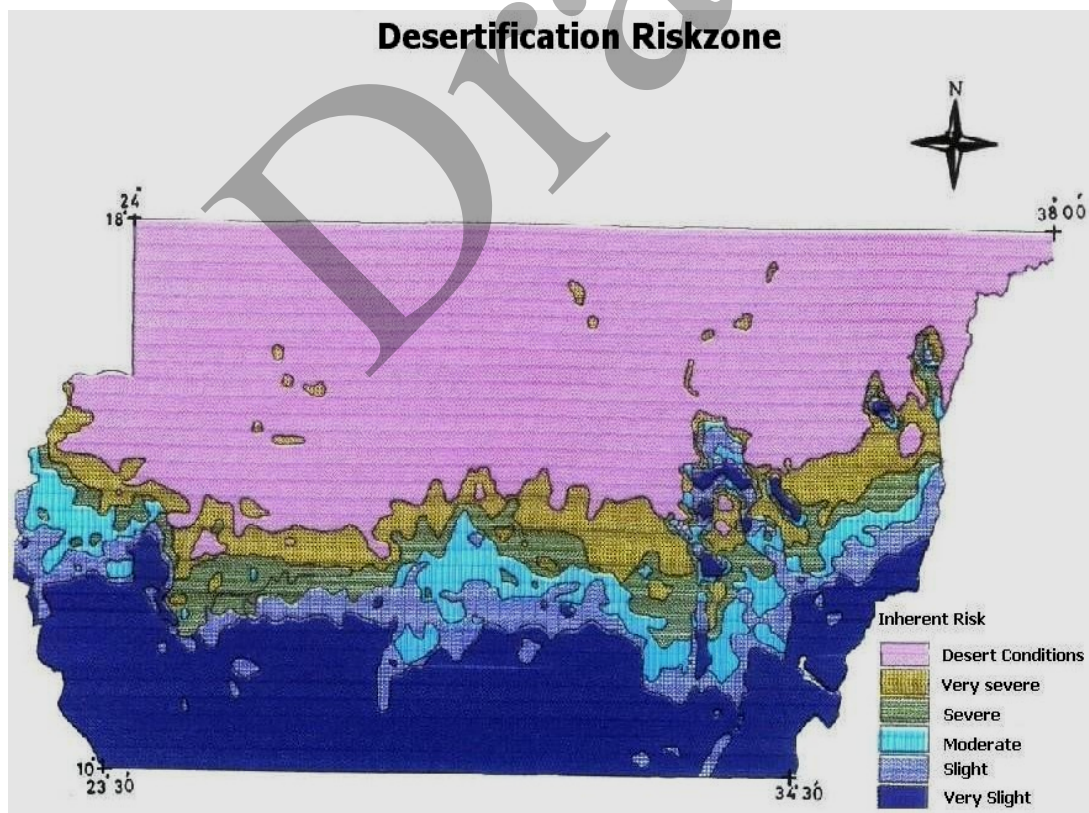 Desertification Riskzone
Dra
N
24°
18°
38°00'
Inherent Risk
Desert Conditions
Very severe
Severe
Moderate
Slight
Very Slight
10°
23°30'
34°30'